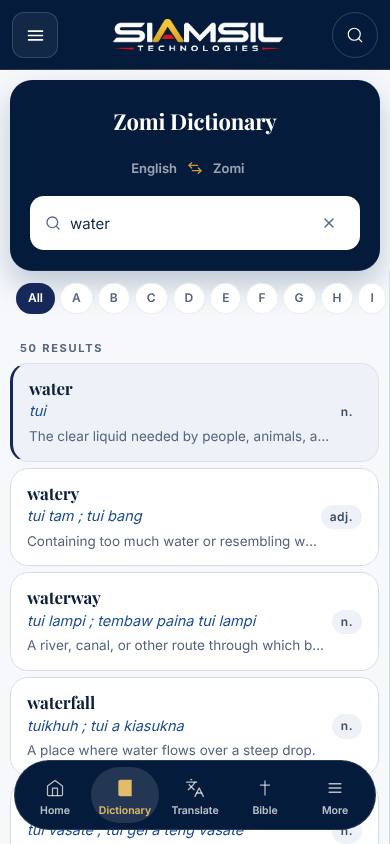 SIAMSIL
TECHNOLOGIES
Zomi Dictionary
English Zomi
water
All A B C D E F G H I
50 RESULTS
water
tui n.
The clear liquid needed by people, animals, a...
watery
tui tam ; tui bang adj.
Containing too much water or resembling w...
waterway
tui lampi ; tembaw paina tui lampi n.
A river, canal, or other route through which b...
waterfall
tuikhuh ; tui a kiasukna n.
A place where water flows over a steep drop.
Home Dictionary Translate Bible More
n.